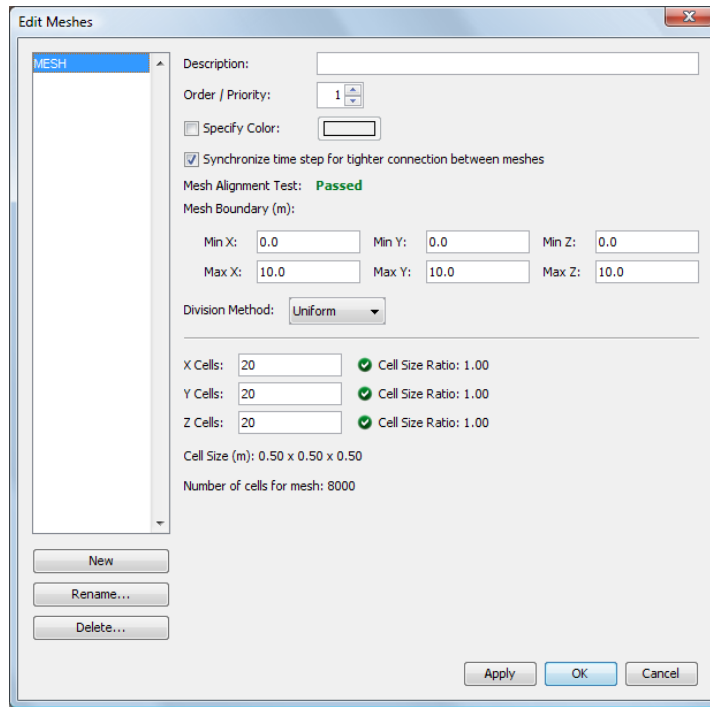 Edit Meshes
MESH
Description:
Order / Priority: 1
Specify Color:
Synchronize time step for tighter connection between meshes
Mesh Alignment Test: Passed
Mesh Boundary (m):
Min X: 0.0 Min Y: 0.0 Min Z: 0.0
Max X: 10.0 Max Y: 10.0 Max Z: 10.0
Division Method: Uniform
X Cells: 20 Cell Size Ratio: 1.00
Y Cells: 20 Cell Size Ratio: 1.00
Z Cells: 20 Cell Size Ratio: 1.00
Cell Size (m): 0.50 x 0.50 x 0.50
Number of cells for mesh: 8000
New
Rename...
Delete...
Apply OK Cancel